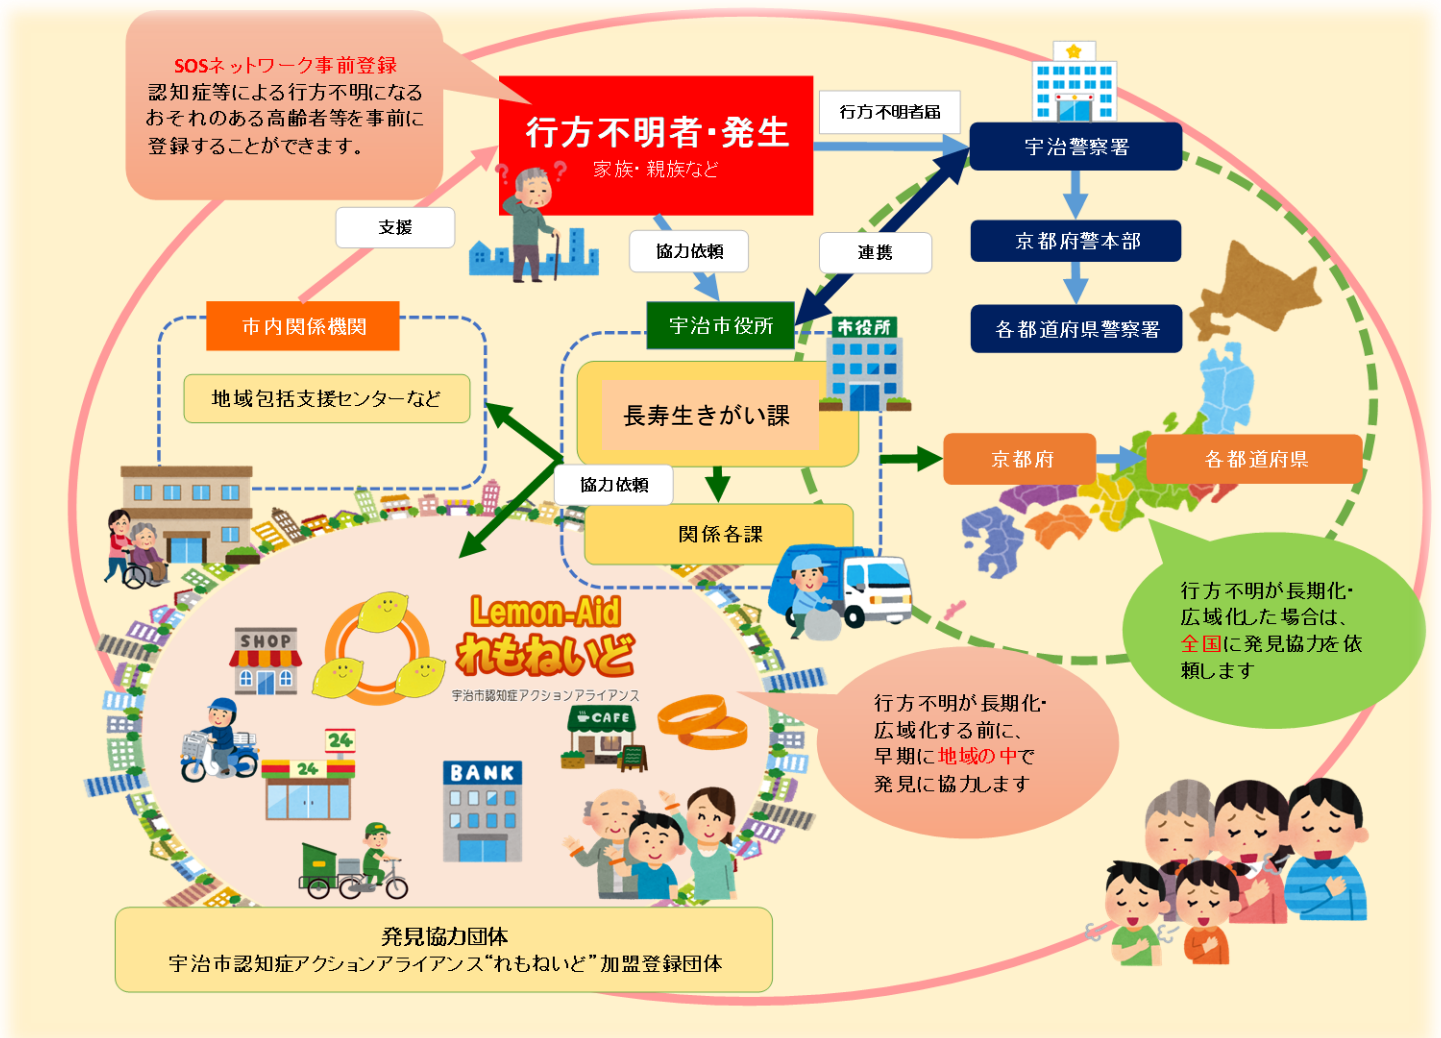 SOSネットワーク事前登録
認知症等による行方不明になる
おそれのある高齢者等を事前に
登録することができます。
行方不明者・発生
家族・親族など
行方不明者届
宇治警察署
京都府警本部
各都道府県警察署
支援
協力依頼
連携
市内関係機関
地域包括支援センターなど
宇治市役所
市役所
長寿生きがい課
協力依頼
関係各課
京都府
各都道府県
行方不明が長期化・
広域化した場合は、
全国に発見協力を依
頼します
行方不明が長期化・
広域化する前に、
早期に地域の中で
発見に協力します
Lemon-Aid
れもねいど
宇治市認知症アクションアライアンス
SHOP
CAFE
24
24
BANK
発見協力団体
宇治市認知症アクションアライアンス“れもねいど”加盟登録団体